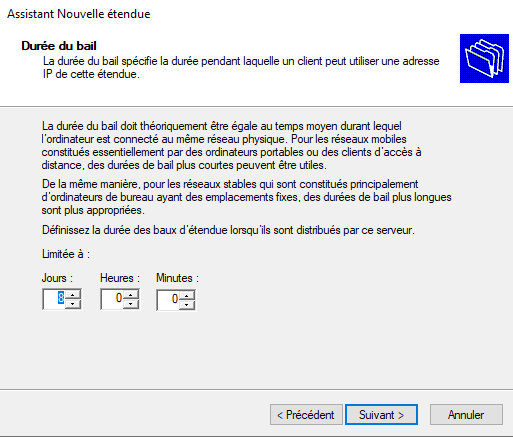 Assistant Nouvelle étendue
Durée du bail
La durée du bail spécifie la durée pendant laquelle un client peut utiliser une adresse
IP de cette étendue.
La durée du bail doit théoriquement être égale au temps moyen durant lequel
l'ordinateur est connecté au même réseau physique. Pour les réseaux mobiles
constitués essentiellement par des ordinateurs portables ou des clients d'accès à
distance, des durées de bail plus courtes peuvent être utiles.
De la même manière, pour les réseaux stables qui sont constitués principalement
d'ordinateurs de bureau ayant des emplacements fixes, des durées de bail plus longues
sont plus appropriées.
Définissez la durée des baux d'étendue lorsqu'ils sont distribués par ce serveur.
Limitée à :
Jours : Heures : Minutes :
8 0 0
< Précédent Suivant > Annuler